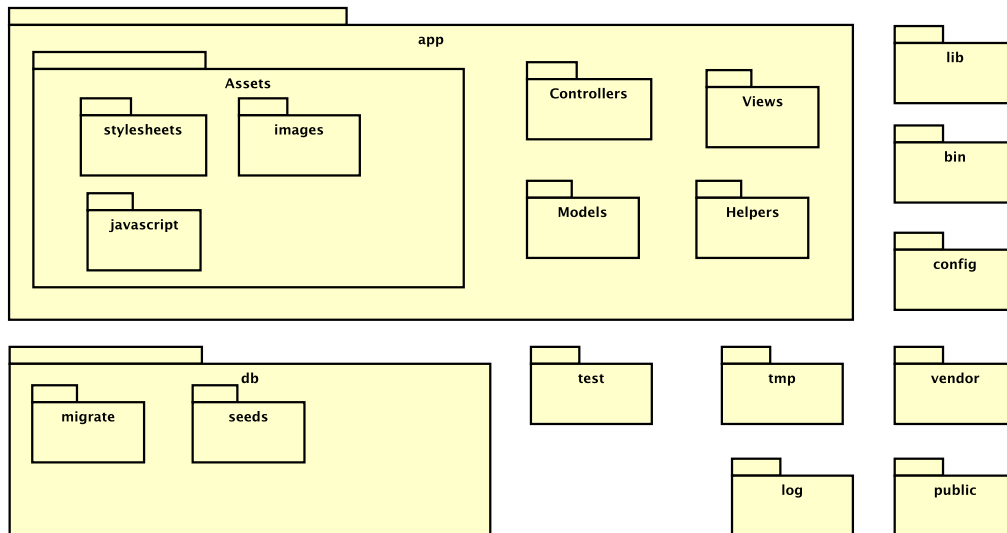 app
lib
Assets
Controllers
Views
stylesheets
images
bin
Models
Helpers
javascript
config
db
test
tmp
vendor
migrate
seeds
log
public